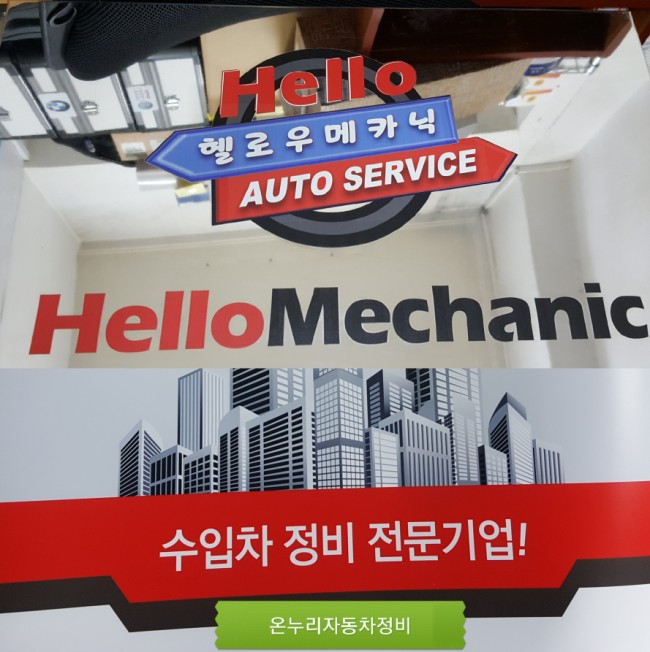 Hello
헬로우메카닉
AUTO SERVICE
HelloMechanic
수입차 정비 전문기업!
온누리자동차정비